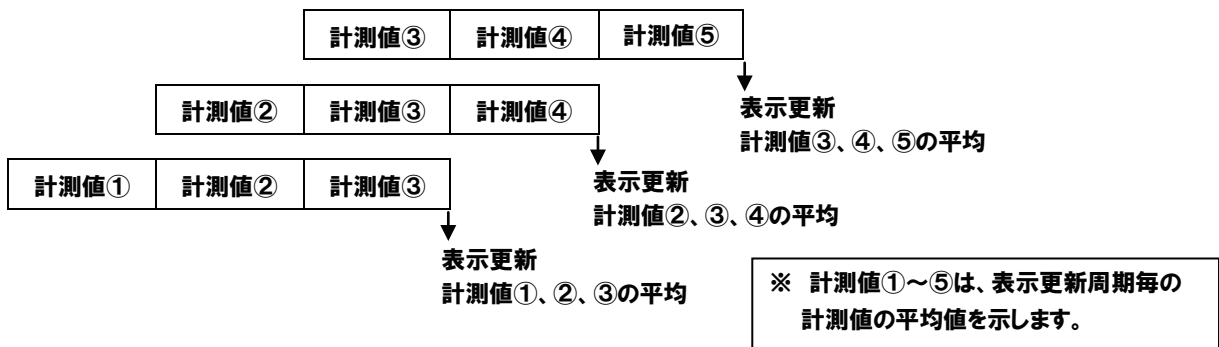 計測値③ 計測値④ 計測値⑤
表示更新
計測値③、④、⑤の平均
計測値② 計測値③ 計測値④
表示更新
計測値②、③、④の平均
計測値① 計測値② 計測値③
表示更新
計測値①、②、③の平均
※ 計測値①～⑤は、表示更新周期毎の
計測値の平均値を示します。